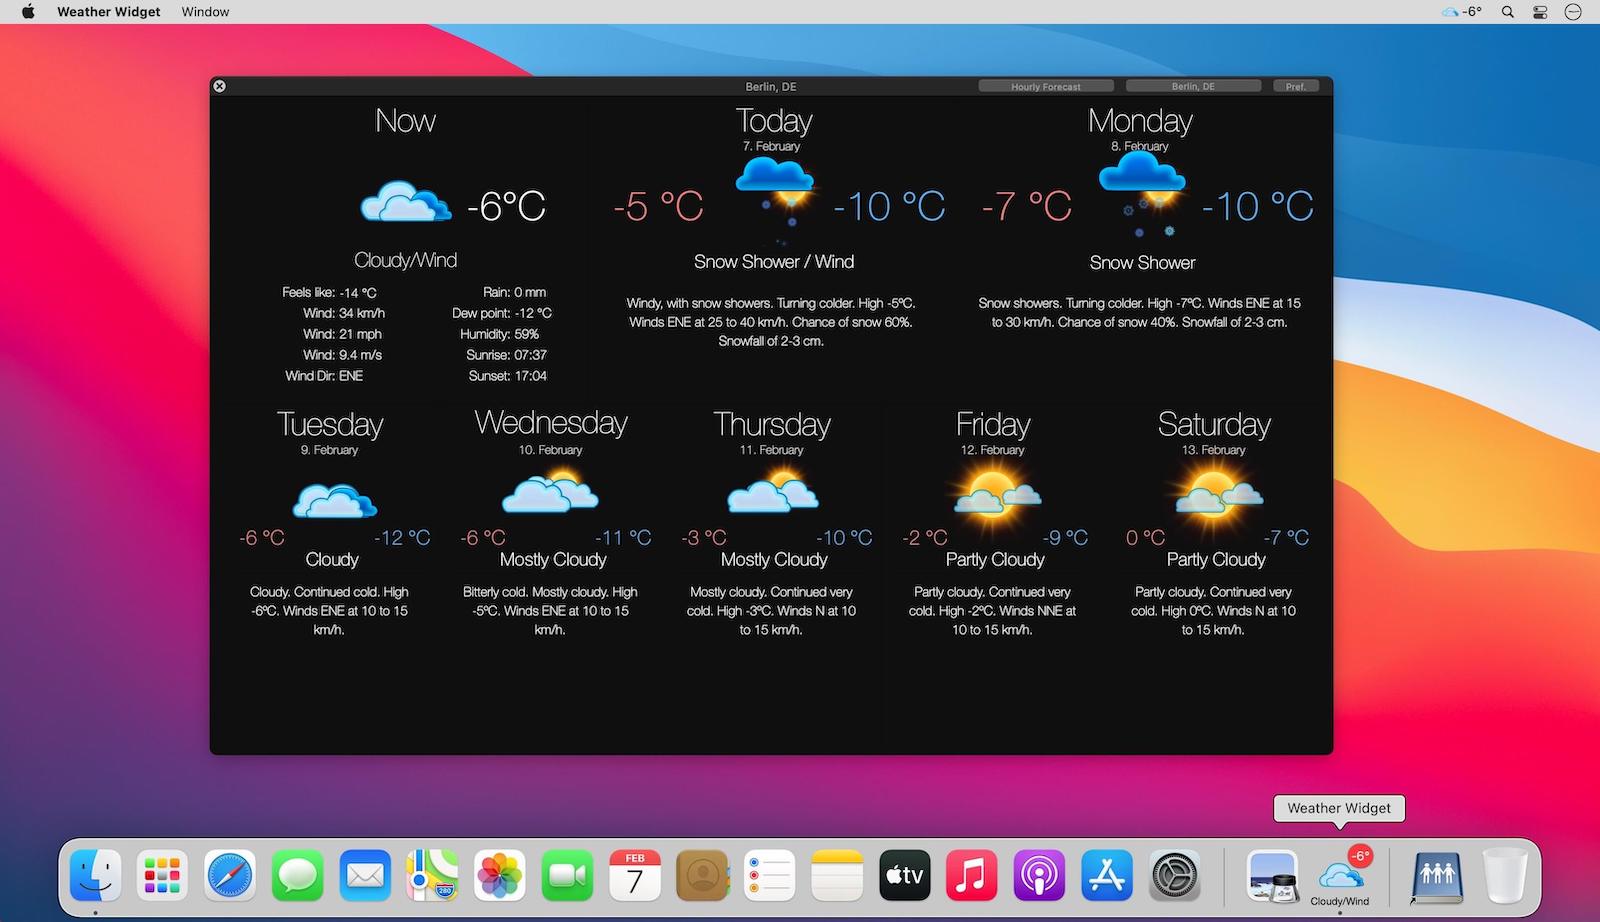 Weather Widget Window -6°
Berlin, DE Hourly Forecast Berlin, DE Pref.
Now
-6°C
Cloudy/Wind
Feels like: -14 °C
Wind: 34 km/h
Wind: 21 mph
Wind: 9.4 m/s
Wind Dir: ENE
Rain: 0 mm
Dew point: -12 °C
Humidity: 59%
Sunrise: 07:37
Sunset: 17:04
Today
7. February
-5 °C -10 °C
Snow Shower / Wind
Windy, with snow showers. Turning colder. High -5ºC.
Winds ENE at 25 to 40 km/h. Chance of snow 60%.
Snowfall of 2-3 cm.
Monday
8. February
-7 °C -10 °C
Snow Shower
Snow showers. Turning colder. High -7ºC. Winds ENE at 15
to 30 km/h. Chance of snow 40%. Snowfall of 2-3 cm.
Tuesday
9. February
-6 °C -12 °C
Cloudy
Cloudy. Continued cold. High
-6ºC. Winds ENE at 10 to 15
km/h.
Wednesday
10. February
-6 °C -11 °C
Mostly Cloudy
Bitterly cold. Mostly cloudy. High
-5ºC. Winds ENE at 10 to 15
km/h.
Thursday
11. February
-3 °C -10 °C
Mostly Cloudy
Mostly cloudy. Continued very
cold. High -3ºC. Winds N at 10
to 15 km/h.
Friday
12. February
-2 °C -9 °C
Partly Cloudy
Partly cloudy. Continued very
cold. High -2ºC. Winds NNE at
10 to 15 km/h.
Saturday
13. February
0 °C -7 °C
Partly Cloudy
Partly cloudy. Continued very
cold. High 0ºC. Winds N at 10
to 15 km/h.
Weather Widget
280
FEB
7
tv
-6°
Cloudy/Wind